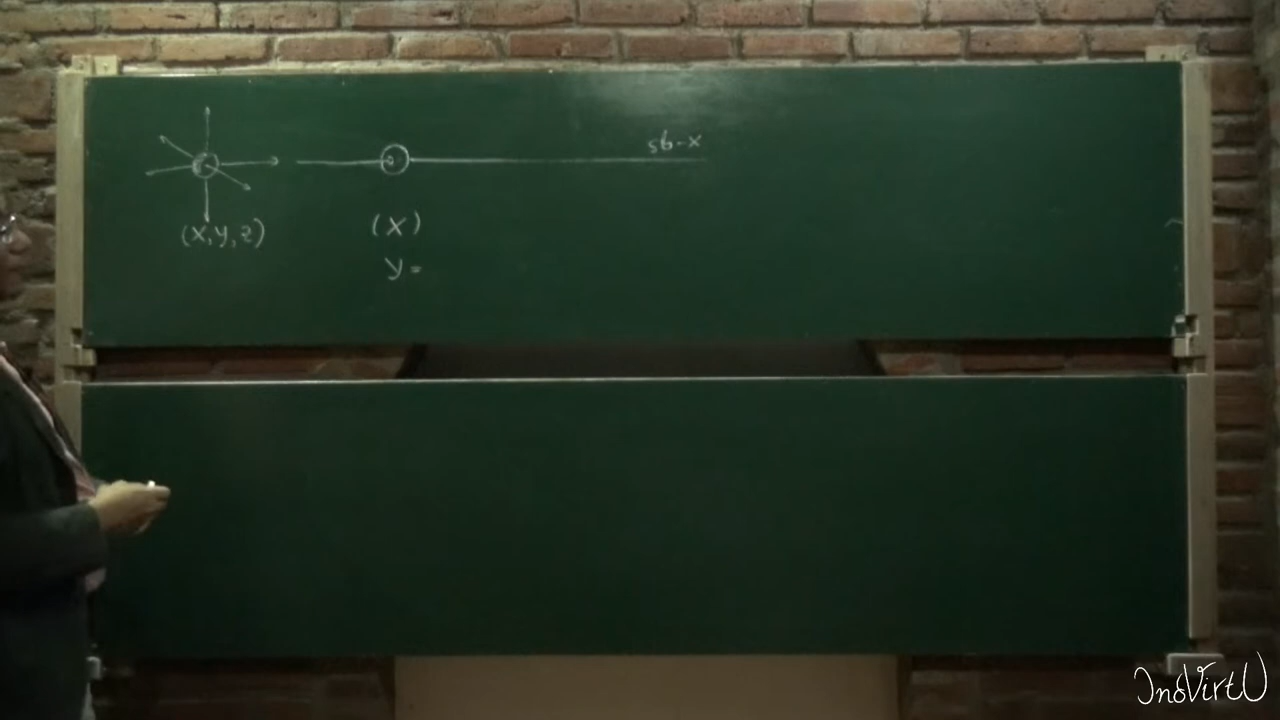 sb-x
(x,y,z)
(x)
y=
InoVirtU